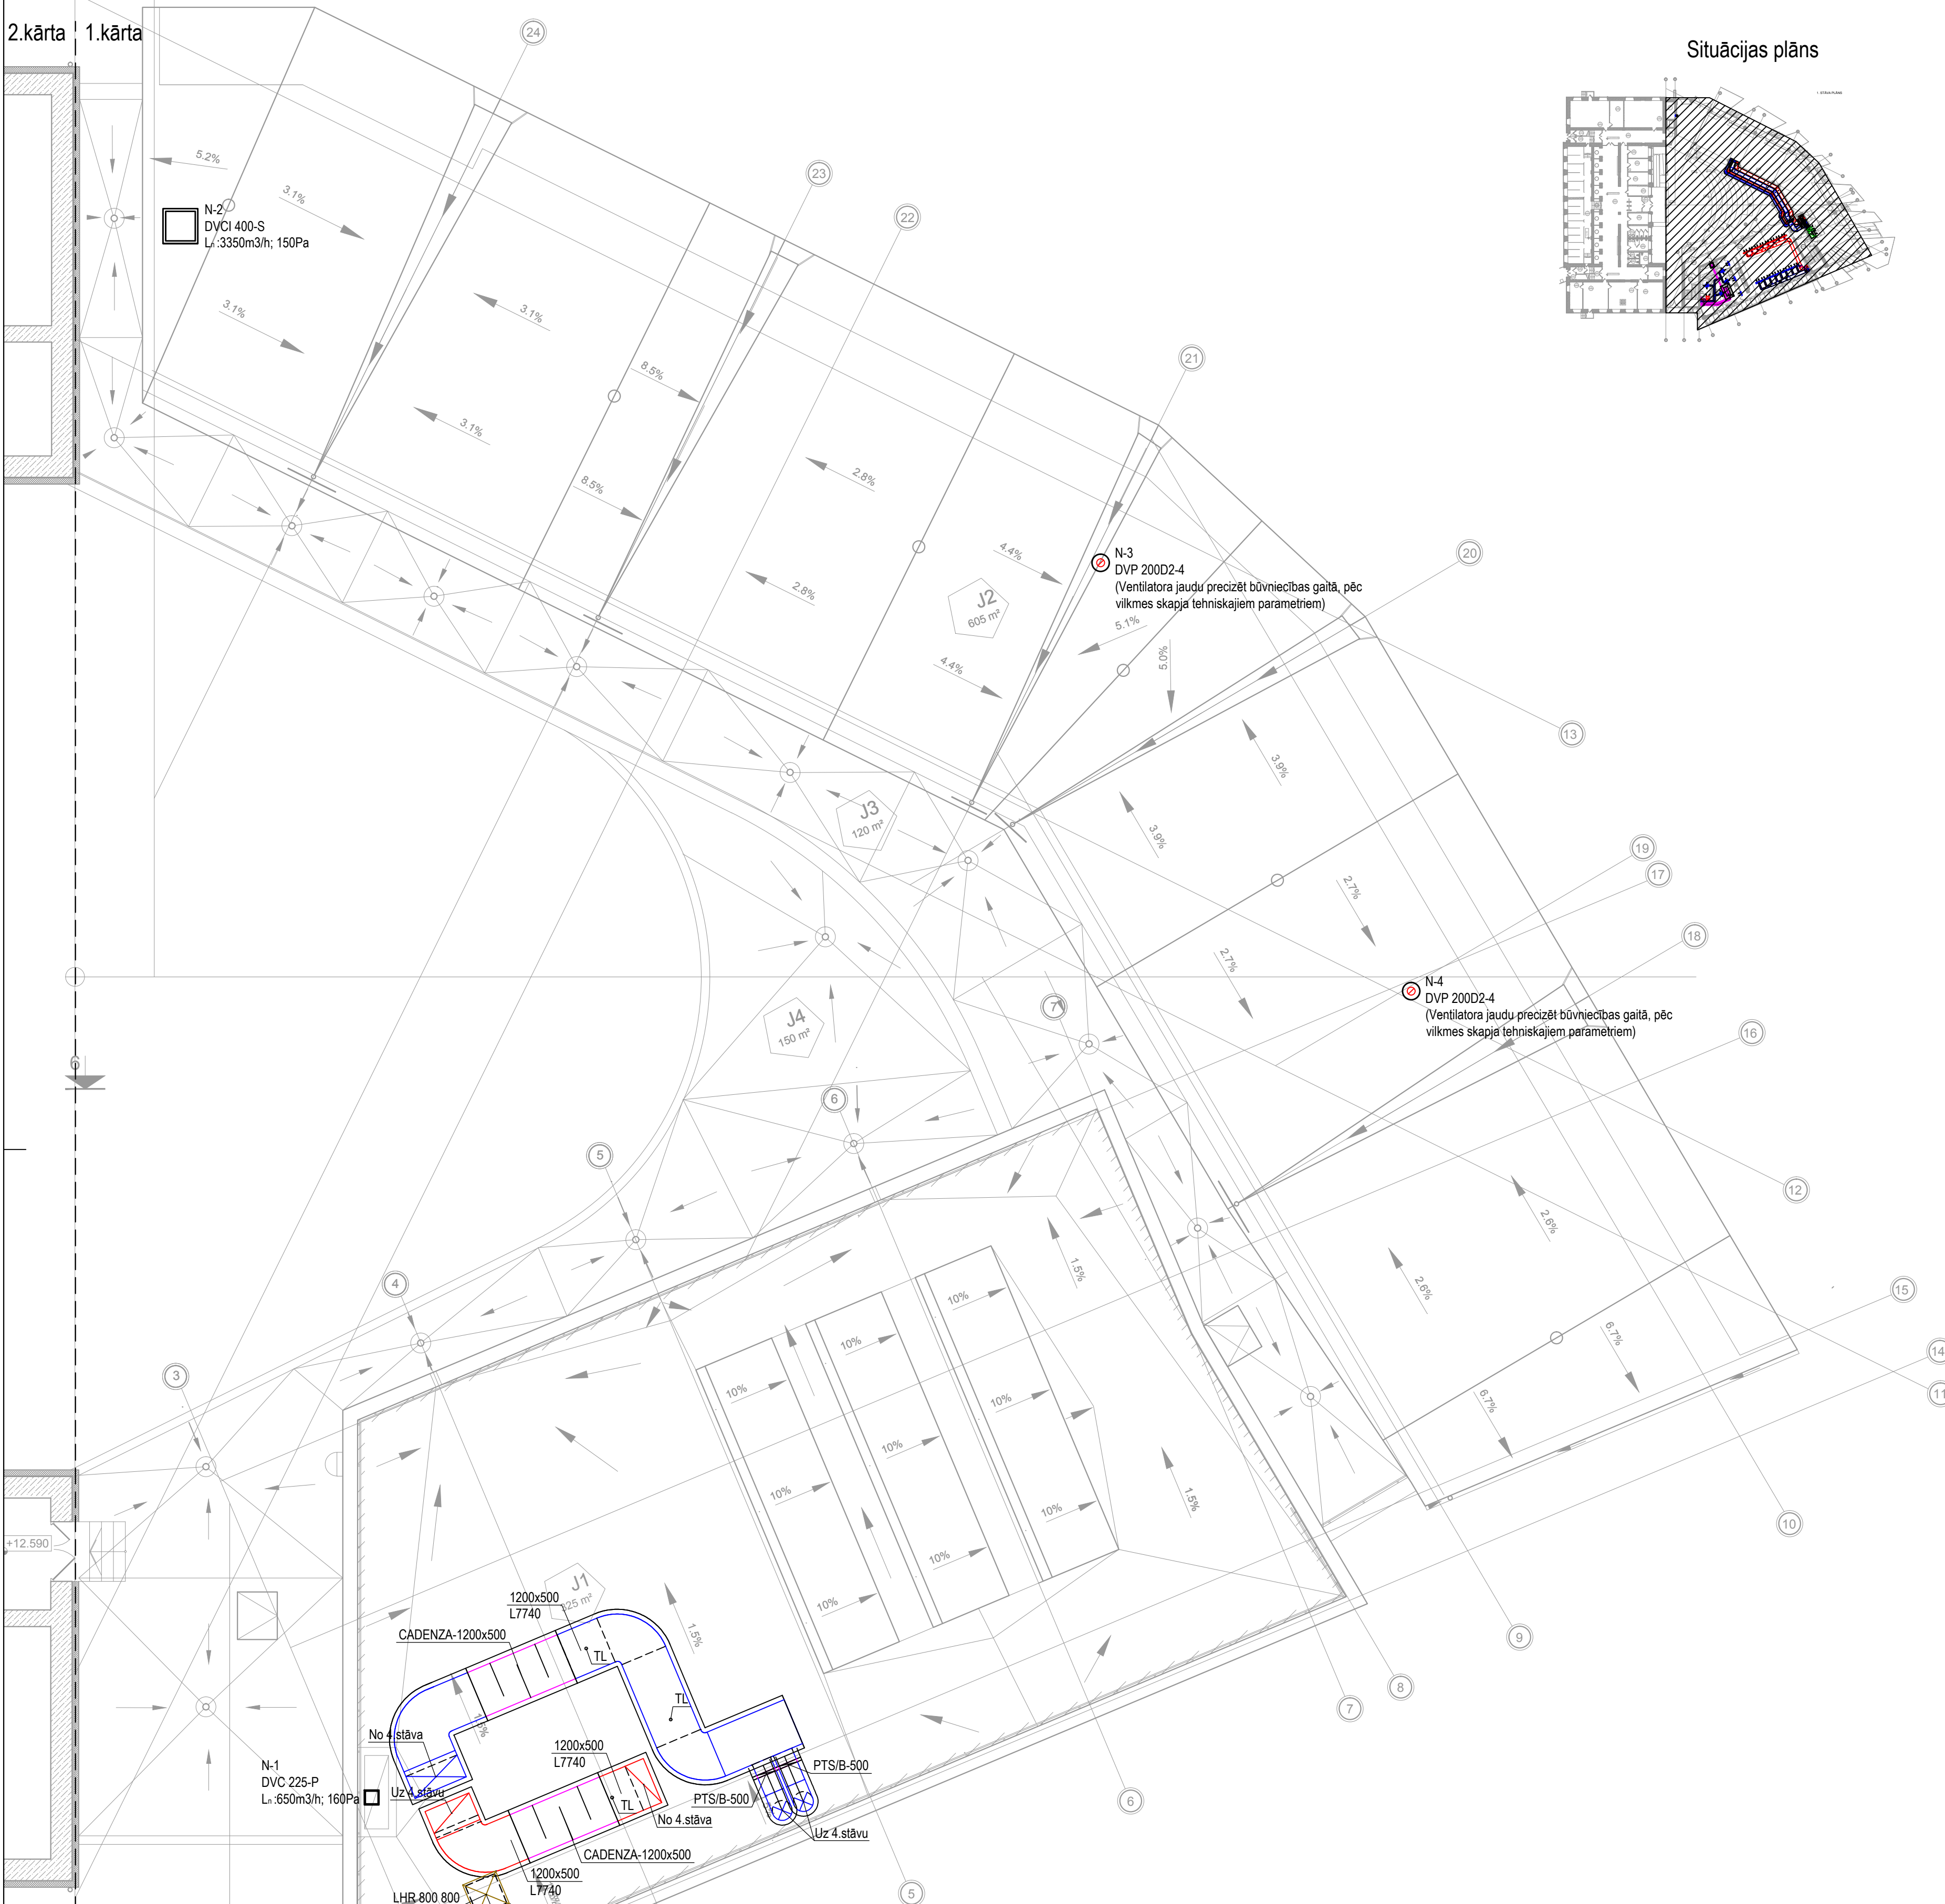 2.kārta
1.kārta
24
Situācijas plāns
23
5.2%
3.1%
22
N-2
DVCI 400-S
Ln:3350m3/h; 150Pa
3.1%
3.1%
21
8.5%
3.1%
2.8%
8.5%
20
4.4%
N-3
DVP 200D2-4
(Ventilatora jaudu precizēt būvniecības gaitā, pēc
vilkmes skapja tehniskajiem parametriem)
2.8%
J2
605 m²
5.1%
5.0%
4.4%
13
3.9%
J3
120 m²
3.9%
19
17
2.7%
18
2.7%
N-4
DVP 200D2-4
(Ventilatora jaudu precizēt būvniecības gaitā, pēc
vilkmes skapja tehniskajiem parametriem)
7
J4
150 m²
16
6
6
5
12
2.6%
1.5%
4
2.6%
15
10%
6.7%
10%
14
3
10%
10%
6.7%
11
10%
10%
10%
1.5%
10%
10
+12.590
10%
J1
325 m²
1200x500
L7740
10%
CADENZA-1200x500
1.5%
9
TL
8
TL
7
No 4.stāva
1200x500
L7740
N-1
DVC 225-P
Ln:650m3/h; 160Pa
Uz 4.stāvu
PTS/B-500
PTS/B-500
TL
No 4.stāva
6
Uz 4.stāvu
CADENZA-1200x500
1200x500
L7740
LHR 800 800
5